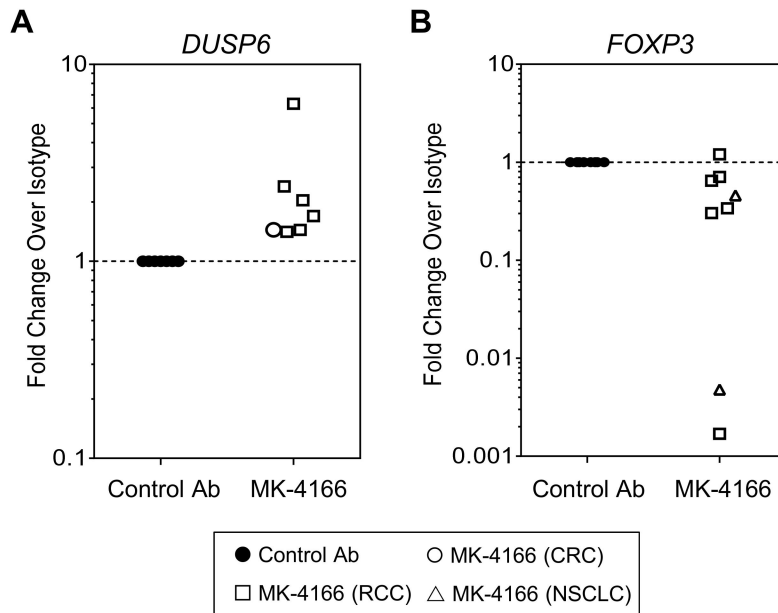 A
DUSP6
Fold Change Over Isotype
10
1
0.1
Control Ab MK-4166
B
FOXP3
Fold Change Over Isotype
10
1
0.1
0.001
0.001
Control Ab MK-4166
Control Ab MK-4166 (CRC)
MK-4166 (RCC) MK-4166 (NSCLC)